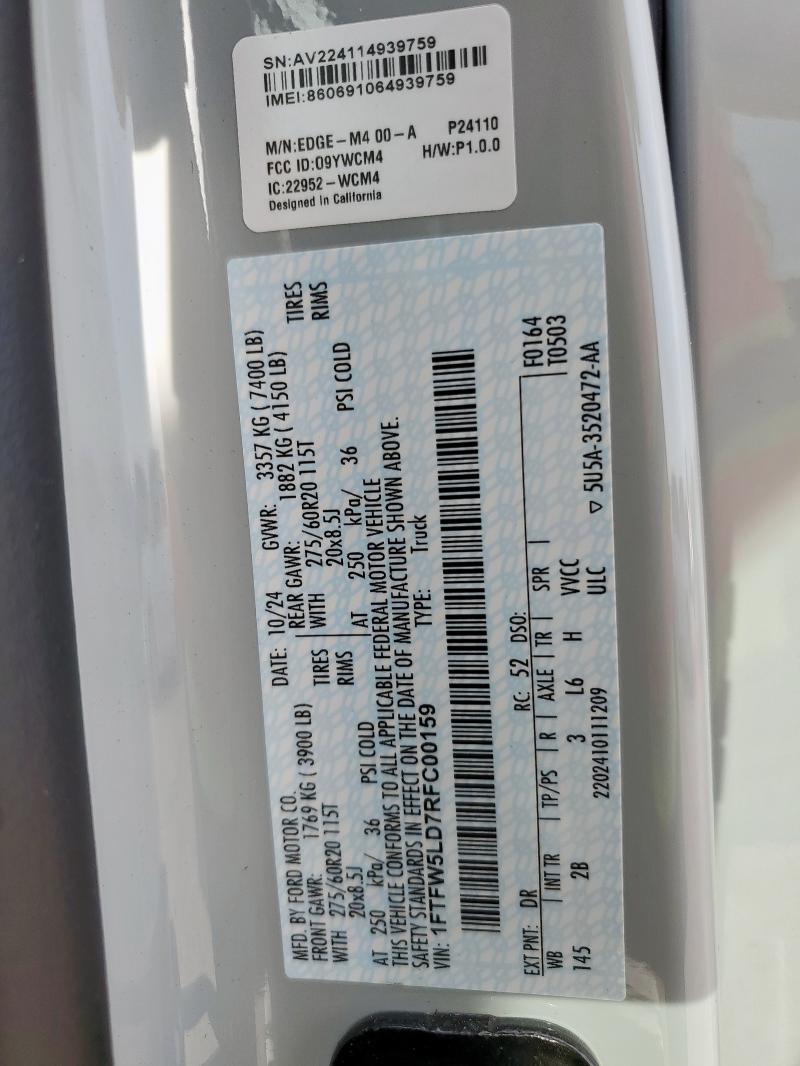 SN:AV224114939759
IMEI:860691064939759
M/N:EDGE-M4 00-A P24110
FCC ID:O9YWCM4 H/W:P1.0.0
IC:22952-WCM4
Designed in California
MFD. BY FORD MOTOR CO. DATE: 10/24 GVWR: 3357 KG ( 7400 LB)
FRONT GAWR: 1769 KG ( 3900 LB) REAR GAWR: 1882 KG ( 4150 LB)
WITH 275/60R20 115T TIRES WITH 275/60R20 115T TIRES
20x8.5J RIMS 20x8.5J RIMS
AT 250 kPa/ 36 PSI COLD AT 250 kPa/ 36 PSI COLD
THIS VEHICLE CONFORMS TO ALL APPLICABLE FEDERAL MOTOR VEHICLE
SAFETY STANDARDS IN EFFECT ON THE DATE OF MANUFACTURE SHOWN ABOVE.
VIN: 1FTFW5LD7RFC00159 TYPE: Truck
EXT PNT: DR RC: 52 DSO: F0164
WB INT TR TP/PS R AXLE TR SPR T0503
145 2B 3 L6 H VVCC
2202410111209 ULC ▽ 5U5A-3520472-AA